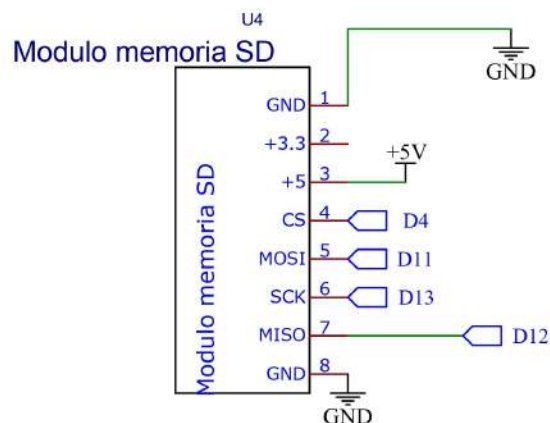 U4
Modulo memoria SD
GND 1
GND
+3.3 2
+5 3
+5V
CS 4 D4
MOSI 5 D11
SCK 6 D13
MISO 7 D12
GND 8
GND
Modulo memoria SD